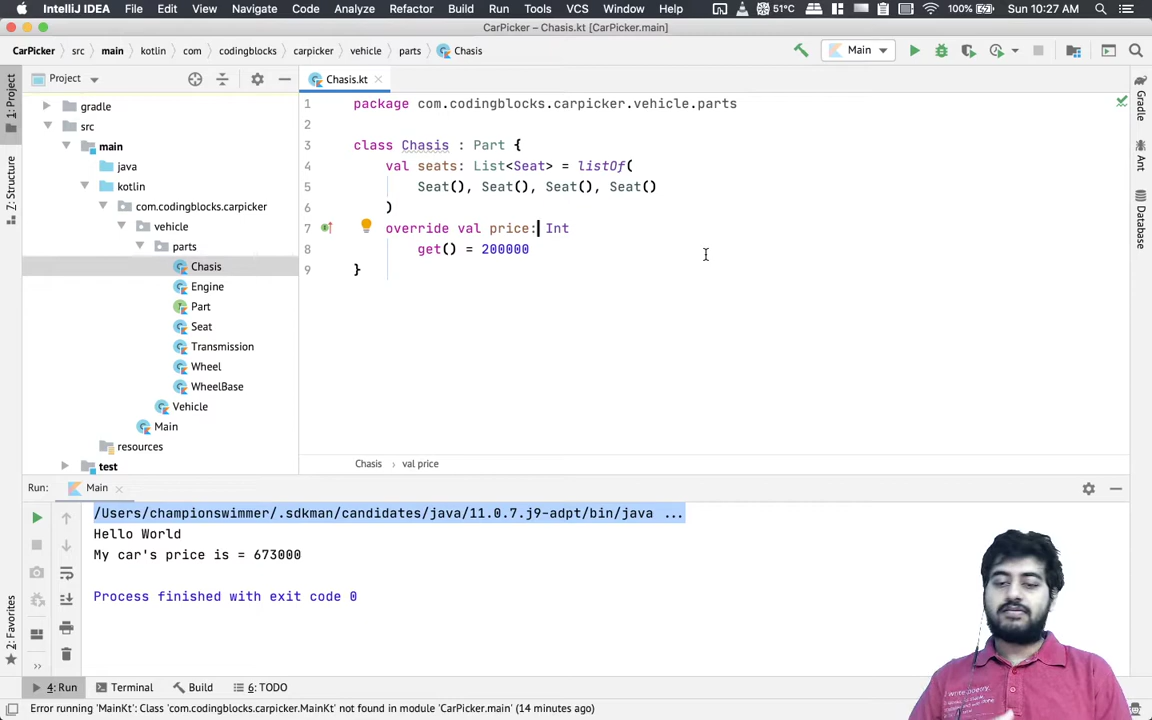 IntelliJ IDEA File Edit View Navigate Code Analyze Refactor Build Run Tools VCS Window Help 51°C 100% Sun 10:27 AM
CarPicker – Chasis.kt [CarPicker.main]
CarPicker src main kotlin com codingblocks carpicker vehicle parts Chasis Main
1: Project
Project
Chasis.kt
gradle
src
main
java
kotlin
com.codingblocks.carpicker
vehicle
parts
Chasis
Engine
Part
Seat
Transmission
Wheel
WheelBase
Vehicle
Main
resources
test
7: Structure
2: Favorites
1 package com.codingblocks.carpicker.vehicle.parts
2
3 class Chasis : Part {
4 val seats: List<Seat> = listOf(
5 Seat(), Seat(), Seat(), Seat()
6 )
7 override val price: Int
8 get() = 200000
9 }
Chasis val price
Gradle
Ant
Database
Run: Main
/Users/championswimmer/.sdkman/candidates/java/11.0.7.j9-adpt/bin/java ...
Hello World
My car's price is = 673000
Process finished with exit code 0
I write poetry.
4: Run Terminal Build 6: TODO
Error running 'MainKt': Class 'com.codingblocks.carpicker.MainKt' not found in module 'CarPicker.main' (14 minutes ago)